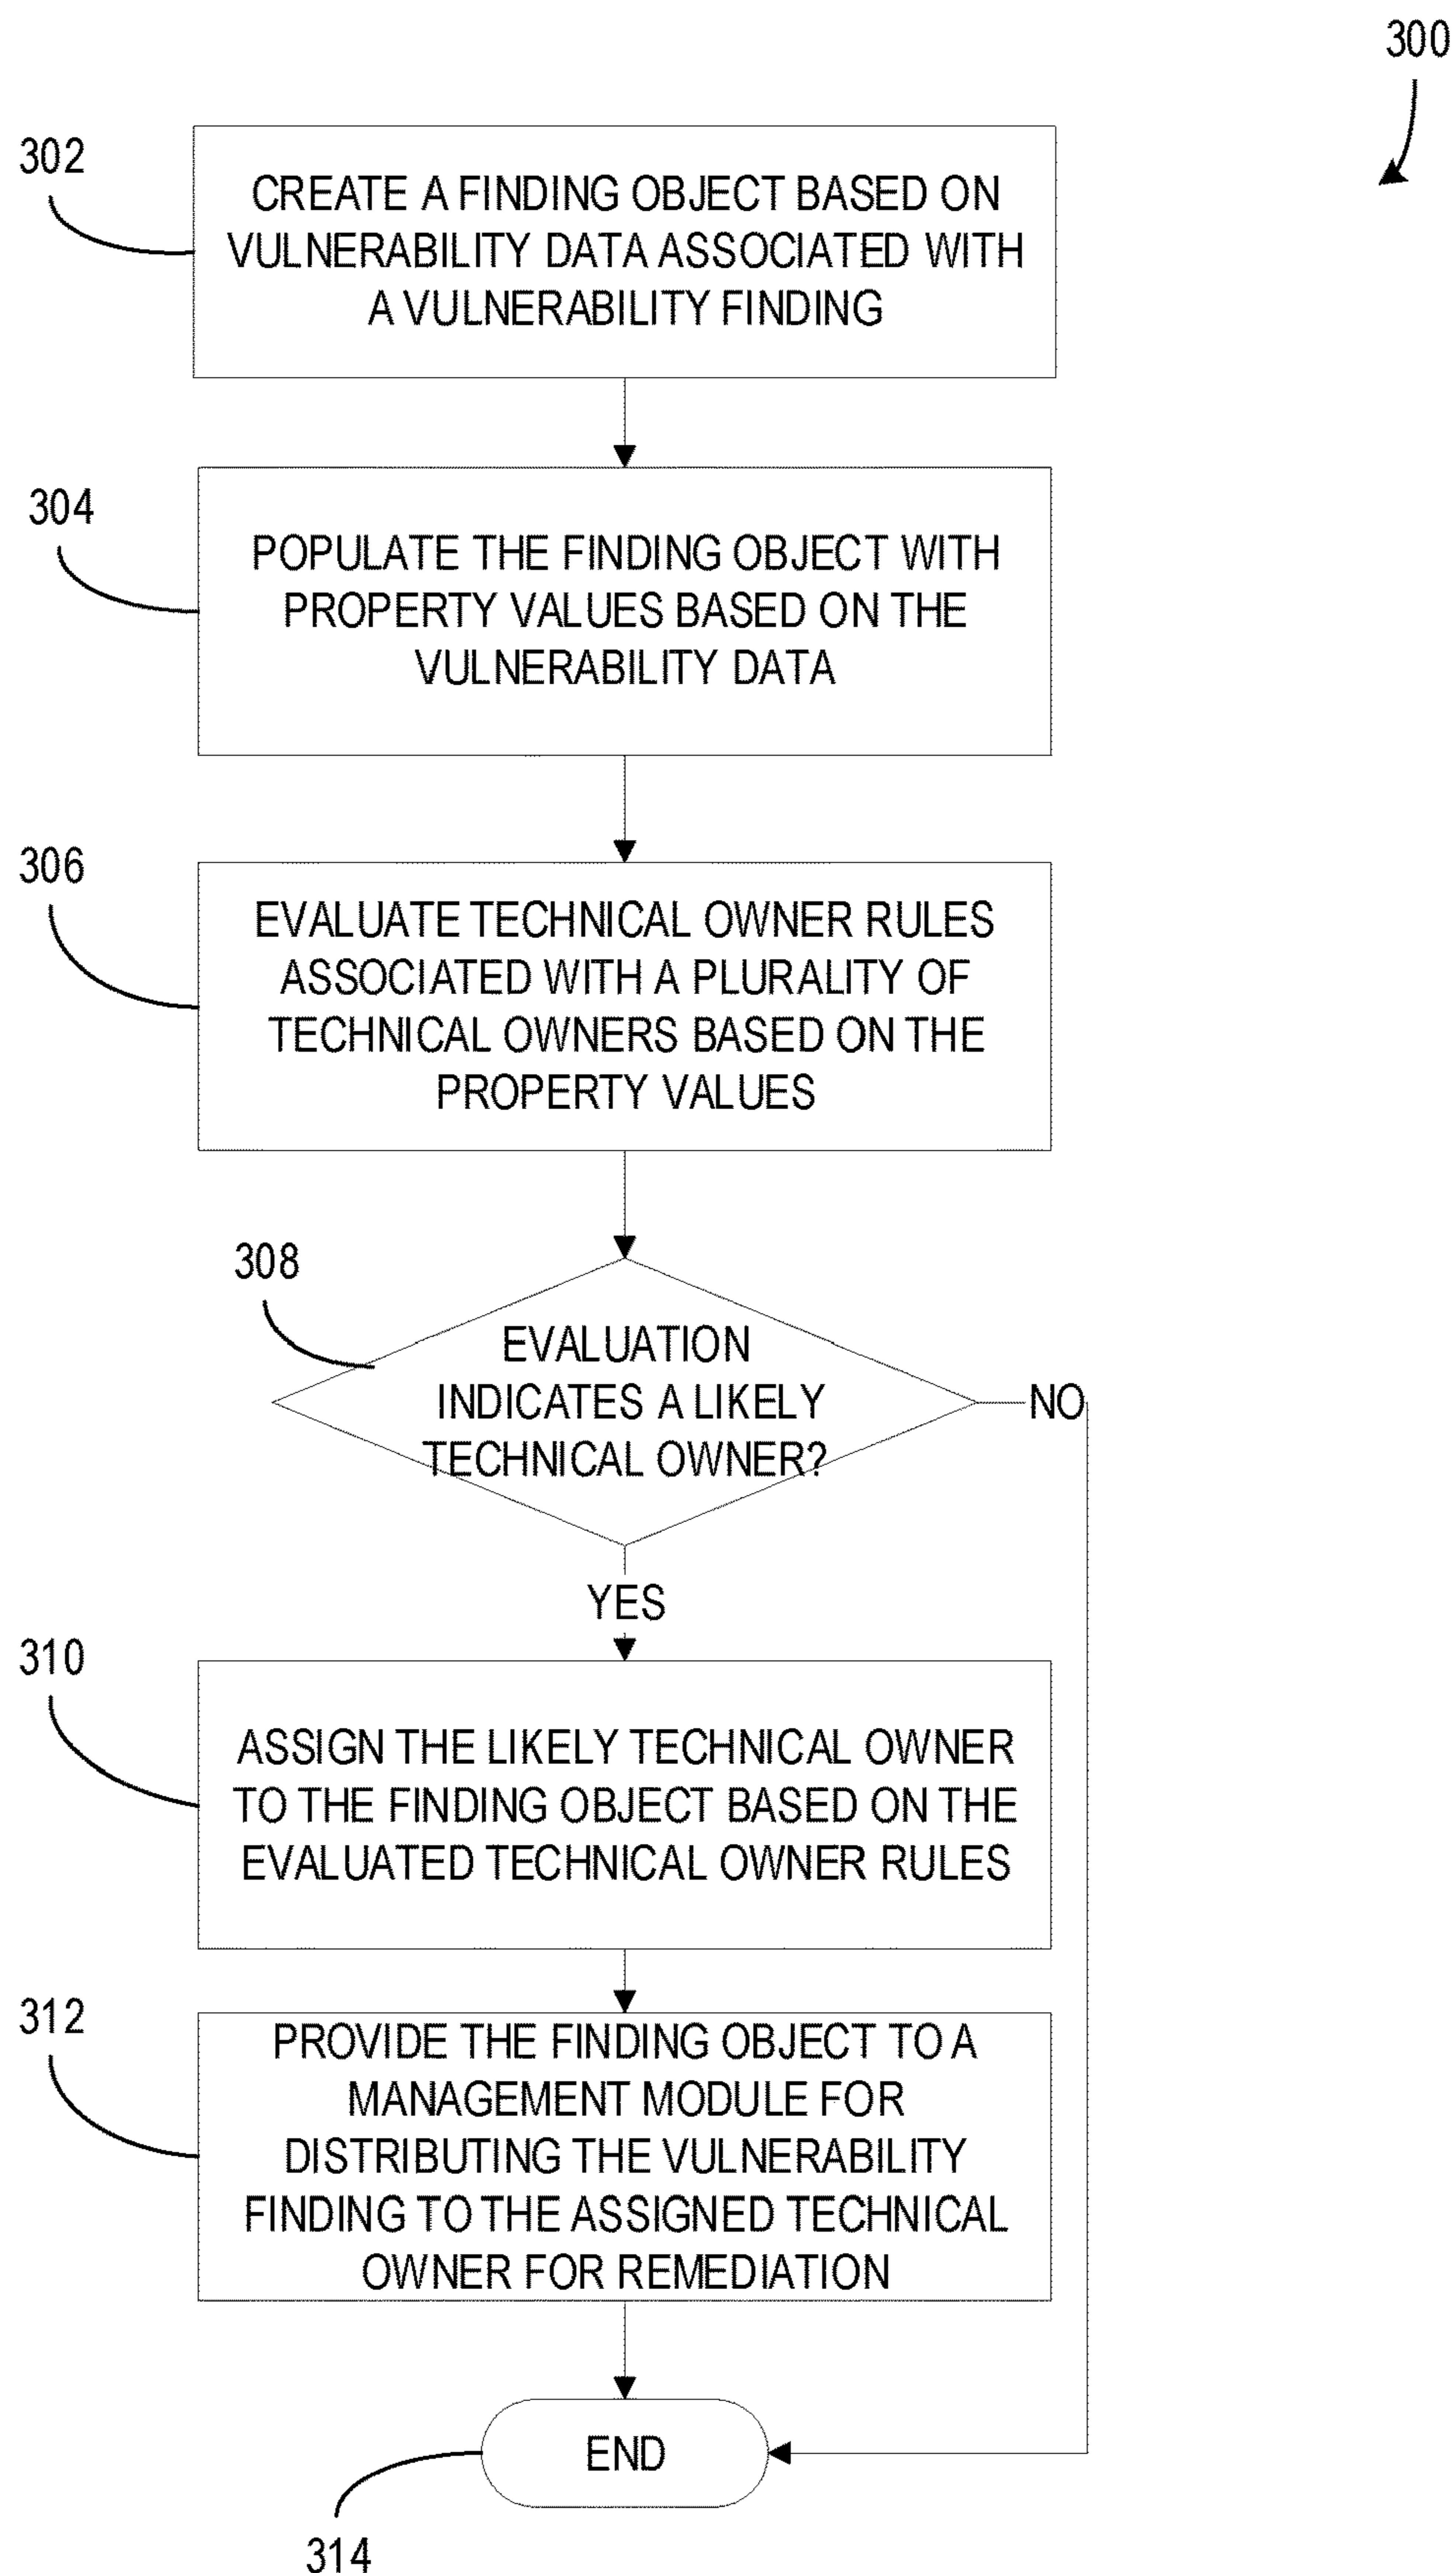 300
302
CREATE A FINDING OBJECT BASED ON
VULNERABILITY DATA ASSOCIATED WITH
A VULNERABILITY FINDING
304
POPULATE THE FINDING OBJECT WITH
PROPERTY VALUES BASED ON THE
VULNERABILITY DATA
306
EVALUATE TECHNICAL OWNER RULES
ASSOCIATED WITH A PLURALITY OF
TECHNICAL OWNERS BASED ON THE
PROPERTY VALUES
308
EVALUATION
INDICATES A LIKELY
TECHNICAL OWNER?
NO
YES
310
ASSIGN THE LIKELY TECHNICAL OWNER
TO THE FINDING OBJECT BASED ON THE
EVALUATED TECHNICAL OWNER RULES
312
PROVIDE THE FINDING OBJECT TO A
MANAGEMENT MODULE FOR
DISTRIBUTING THE VULNERABILITY
FINDING TO THE ASSIGNED TECHNICAL
OWNER FOR REMEDIATION
END
314